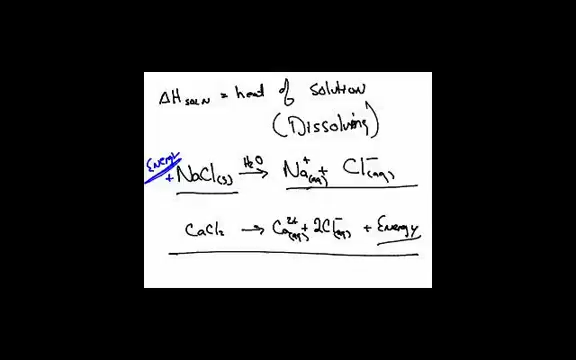 ΔH SOLN = heat of solution
(Dissolving)
Energy
+ NaCl(s) H₂O → Na⁺(aq) + Cl⁻(aq)
CaCl₂ → Ca²⁺(aq) + 2Cl⁻(aq) + Energy